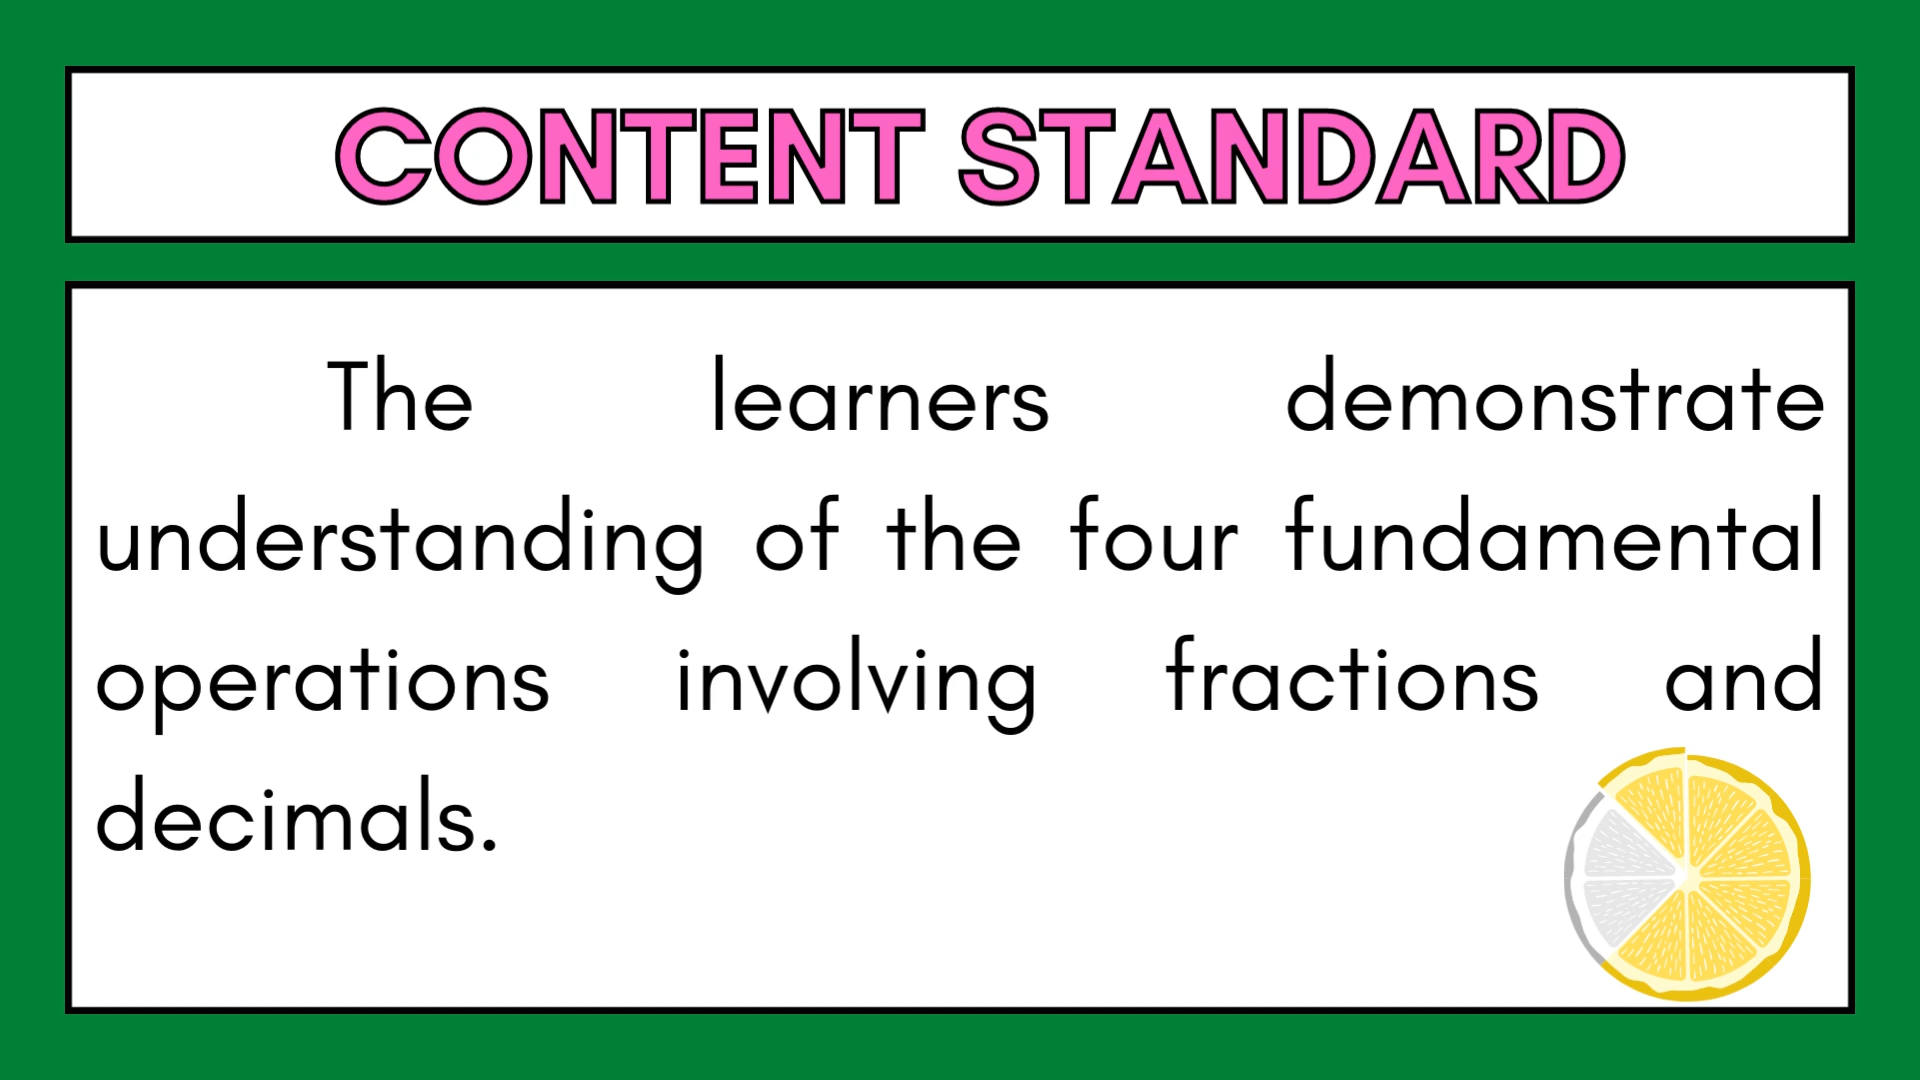 CONTENT STANDARD
The learners demonstrate
understanding of the four fundamental
operations involving fractions and
decimals.